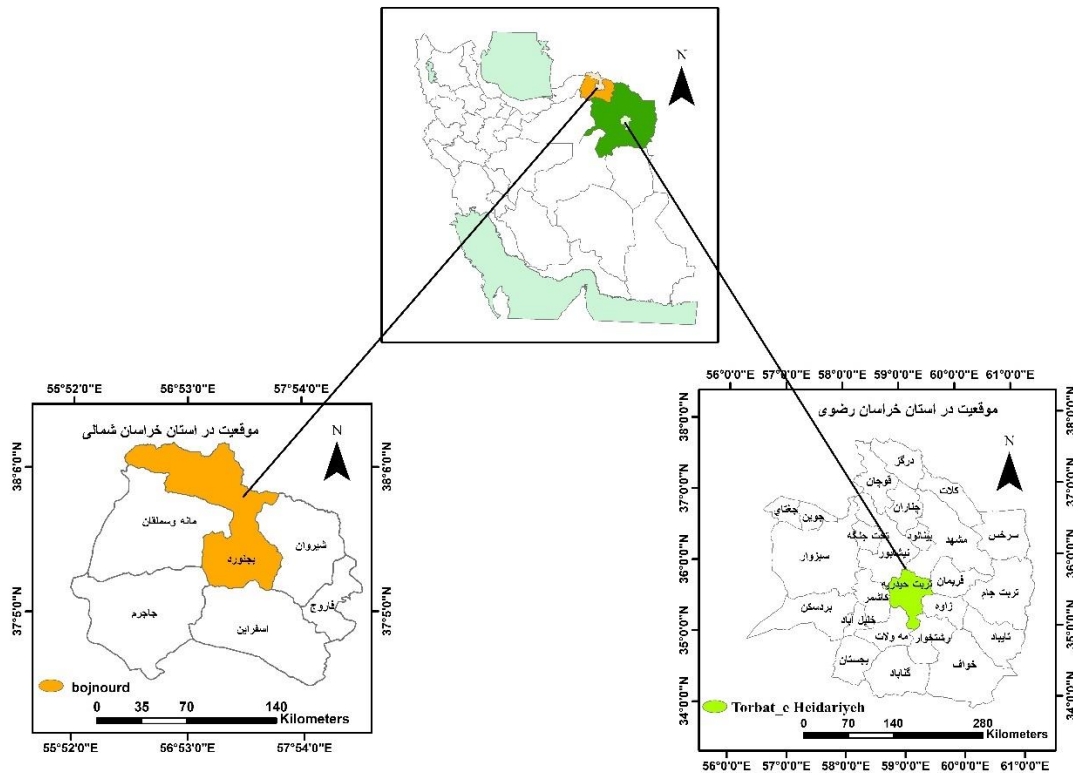 N
55°52'0"E 56°53'0"E 57°54'0"E
38°6'0"N
37°5'0"N
موقعیت در استان خراسان شمالی
N
مانه وسملقان
شیروان
بجنورد
فاروج
جاجرم
اسفراین
bojnourd
0 35 70 140
Kilometers
38°6'0"N
37°5'0"N
55°52'0"E 56°53'0"E 57°54'0"E
56°0'0"E 57°0'0"E 58°0'0"E 59°0'0"E 60°0'0"E 61°0'0"E
38°0'0"N
37°0'0"N
36°0'0"N
35°0'0"N
34°0'0"N
موقعیت در استان خراسان رضوی
N
درگز
قوچان
کلات
چناران
جغتاي
جوین
تخت جلگه
بینالود
مشهد
سرخس
نیشابور
سبزوار
تربت حیدریه
فریمان
کاشمر
تربت جام
بردسکن
زاوه
خلیل آباد
مه ولات
رشتخوار
تایباد
بجستان
گناباد
خواف
Torbat_e Heidariyeh
0 70 140 280
Kilometers
38°0'0"N
37°0'0"N
36°0'0"N
35°0'0"N
34°0'0"N
56°0'0"E 57°0'0"E 58°0'0"E 59°0'0"E 60°0'0"E 61°0'0"E